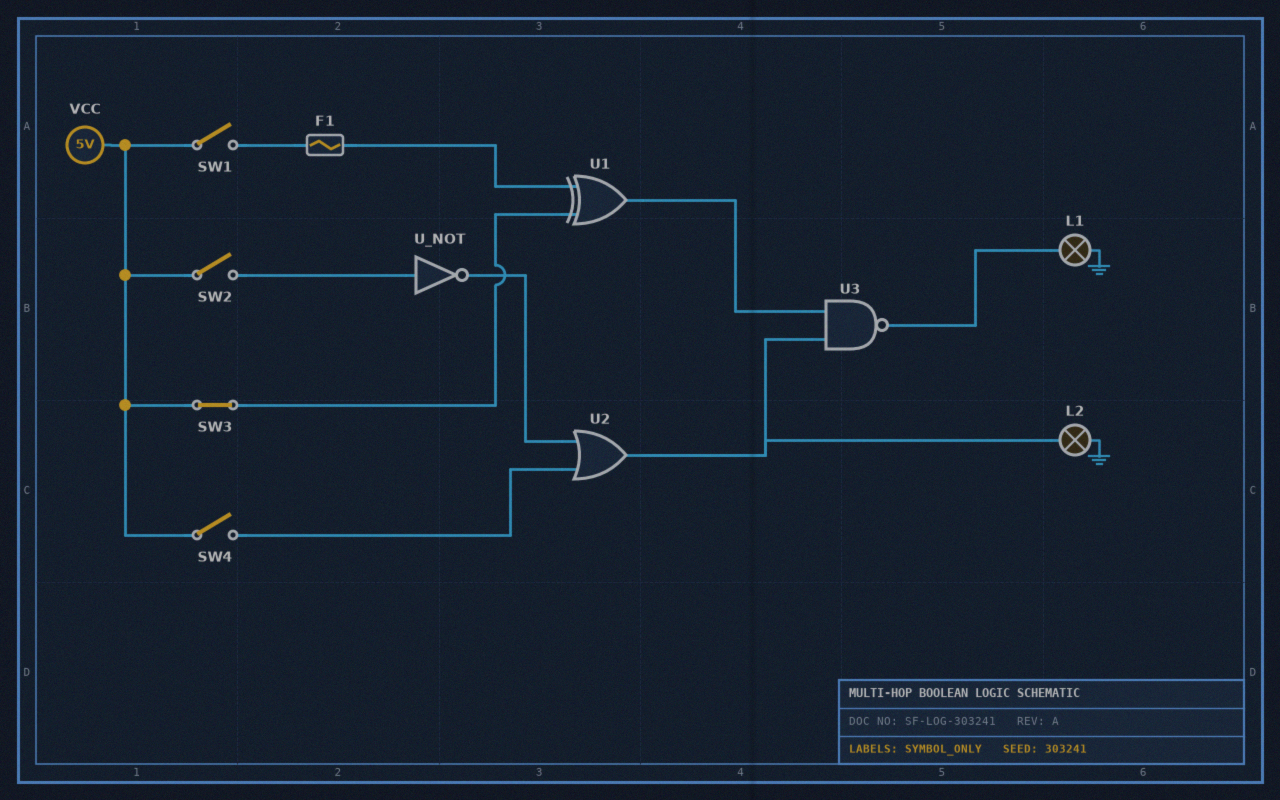 1 2 3 4 5 6
VCC
F1
A A
5V
SW1
U1
L1
U_NOT
U3
SW2
B B
L2
U2
SW3
C C
SW4
D D
MULTI-HOP BOOLEAN LOGIC SCHEMATIC
DOC NO: SF-LOG-303241 REV: A
LABELS: SYMBOL_ONLY SEED: 303241
1 2 3 4 5 6